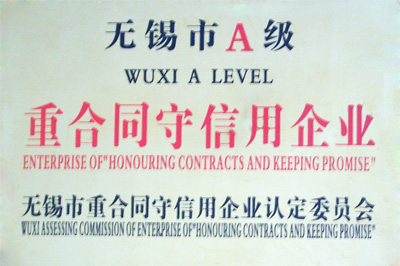 无锡市A级
WUXI A LEVEL
重合同守信用企业
ENTERPRISE OF"HONOURING CONTRACTS AND KEEPING PROMISE"
无锡市重合同守信用企业认定委员会
WUXI ASSESSING COMMISSION OF ENTERPRISE OF"HONOURING CONTRACTS AND KEEPING PROMISE"